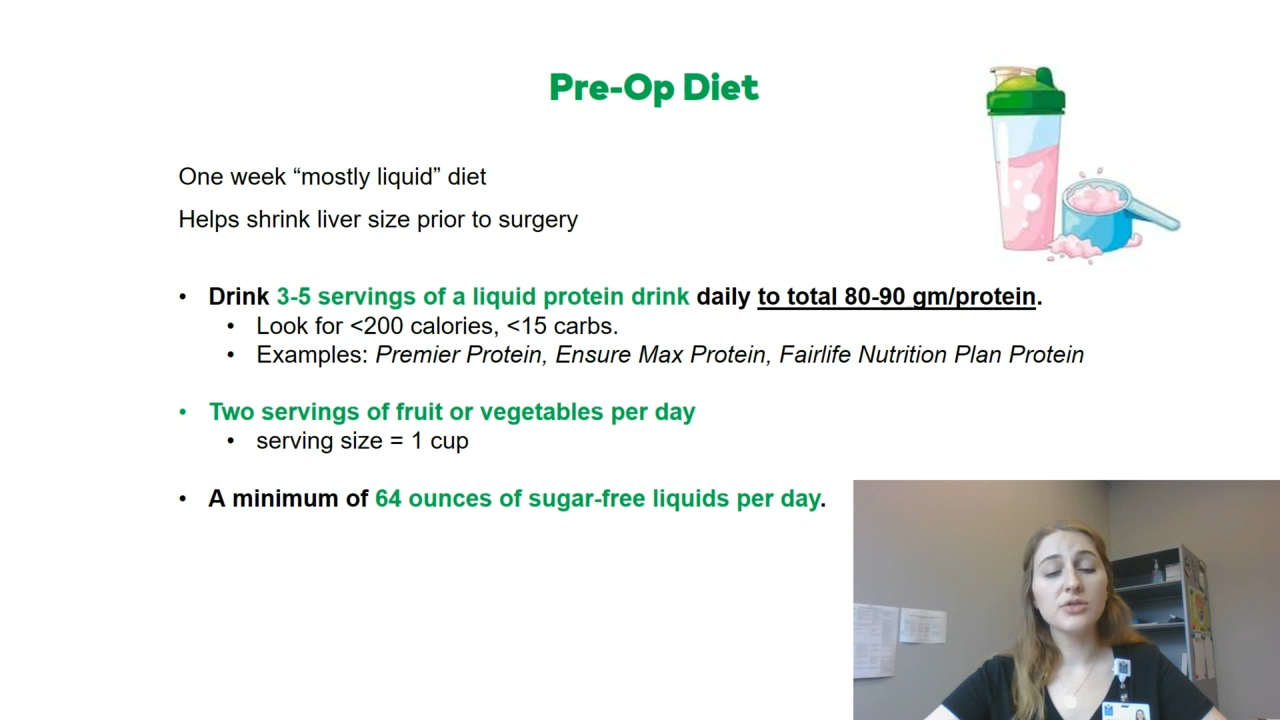 Pre-Op Diet
One week “mostly liquid” diet
Helps shrink liver size prior to surgery
• Drink 3-5 servings of a liquid protein drink daily to total 80-90 gm/protein.
• Look for <200 calories, <15 carbs.
• Examples: Premier Protein, Ensure Max Protein, Fairlife Nutrition Plan Protein
• Two servings of fruit or vegetables per day
• serving size = 1 cup
• A minimum of 64 ounces of sugar-free liquids per day.